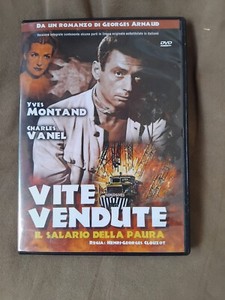 DA UN ROMANZO DI GEORGES ARNAUD
DVD
YVES
MONTAND
CHARLES
VANEL
VITE
VENDUTE
IL SALARIO DELLA PAURA
REGIA: HENRI-GEORGES CLOUZOT